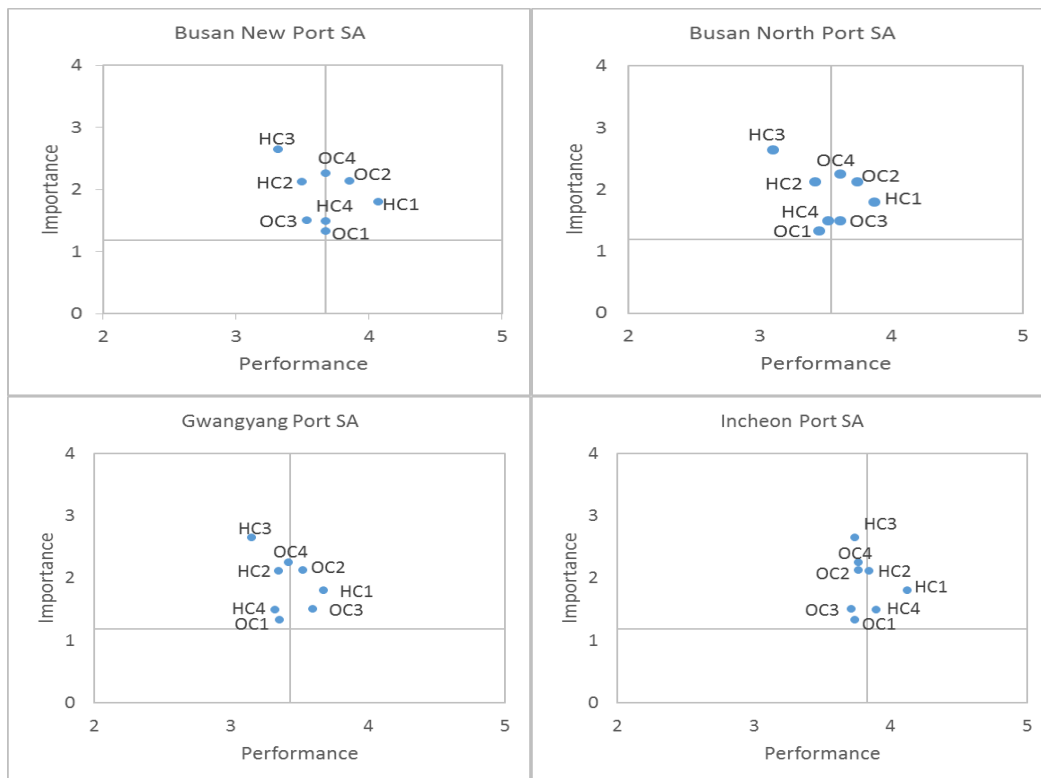 Busan New Port SA
4
3
2
1
0
Importance
HC3
OC4
HC2
OC2
HC4
HC1
OC3
OC1
2
3
4
5
Performance
Busan North Port SA
4
3
2
1
0
Importance
HC3
OC4
HC2
OC2
HC1
HC4
OC3
OC1
2
3
4
5
Performance
Gwangyang Port SA
4
3
2
1
0
Importance
HC3
OC4
HC2
OC2
HC1
HC4
OC3
OC1
2
3
4
5
Performance
Incheon Port SA
4
3
2
1
0
Importance
HC3
OC4
OC2
HC2
HC1
OC3
HC4
OC1
2
3
4
5
Performance